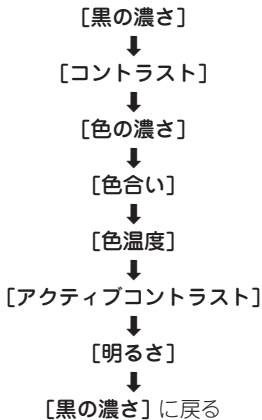 [黒の濃さ]
⬇
[コントラスト]
⬇
[色の濃さ]
⬇
[色合い]
⬇
[色温度]
⬇
[アクティブコントラスト]
⬇
[明るさ]
⬇
[黒の濃さ] に戻る